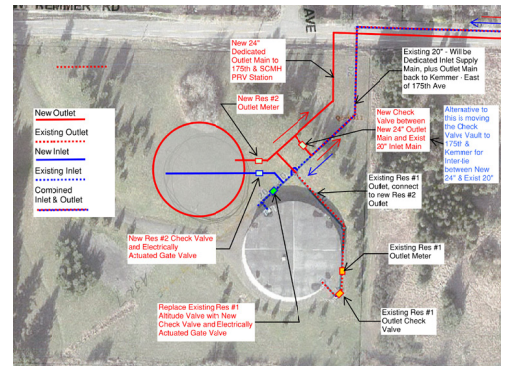 W KEMMER RD
AVE
New 24"
Dedicated
Outlet Main to
175th & SCMH
PRV Station
Existing 20" - Will be
Dedicated Inlet Supply
Main, plus Outlet Main
back to Kemmer - East
of 175th Ave
New Res #2
Outlet Meter
New Check
Valve between
New 24" Outlet
Main and Exist
20" Inlet Main
Alternative to
this is moving
the Check
Valve Vault to
175th &
Kemmer for
Inter-tie
between New
24" & Exist 20"
New Outlet
Existing Outlet
New Inlet
Existing Inlet
Combined
Inlet & Outlet
Existing Res #1
Outlet, connect
to new Res #2
Outlet
New Res #2 Check Valve
and Electrically
Actuated Gate Valve
Existing Res #1
Outlet Meter
Replace Existing Res #1
Altitude Valve with New
Check Valve and Electrically
Actuated Gate Valve
Existing Res #1
Outlet Check
Valve